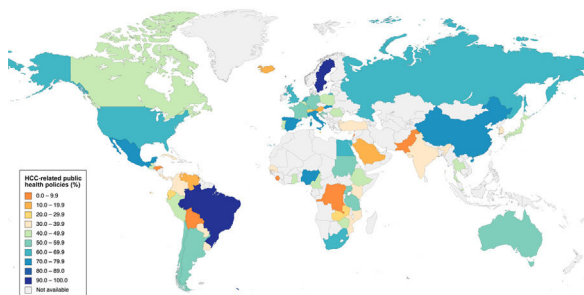 HCC-related public
health policies (%)
0.0 – 9.9
10.0 – 19.9
20.0 – 29.9
30.0 – 39.9
40.0 – 49.9
50.0 – 59.9
60.0 – 69.9
70.0 – 79.9
80.0 – 89.0
90.0 – 100.0
Not available